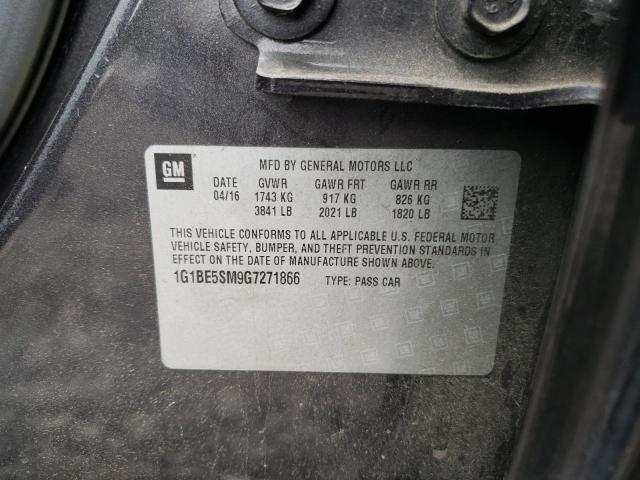 GM
MFD BY GENERAL MOTORS LLC
DATE GVWR GAWR FRT GAWR RR
04/16 1743 KG 917 KG 826 KG
3841 LB 2021 LB 1820 LB
THIS VEHICLE CONFORMS TO ALL APPLICABLE U.S. FEDERAL MOTOR
VEHICLE SAFETY, BUMPER, AND THEFT PREVENTION STANDARDS IN
EFFECT ON THE DATE OF MANUFACTURE SHOWN ABOVE.
1G1BE5SM9G7271866 TYPE: PASS CAR